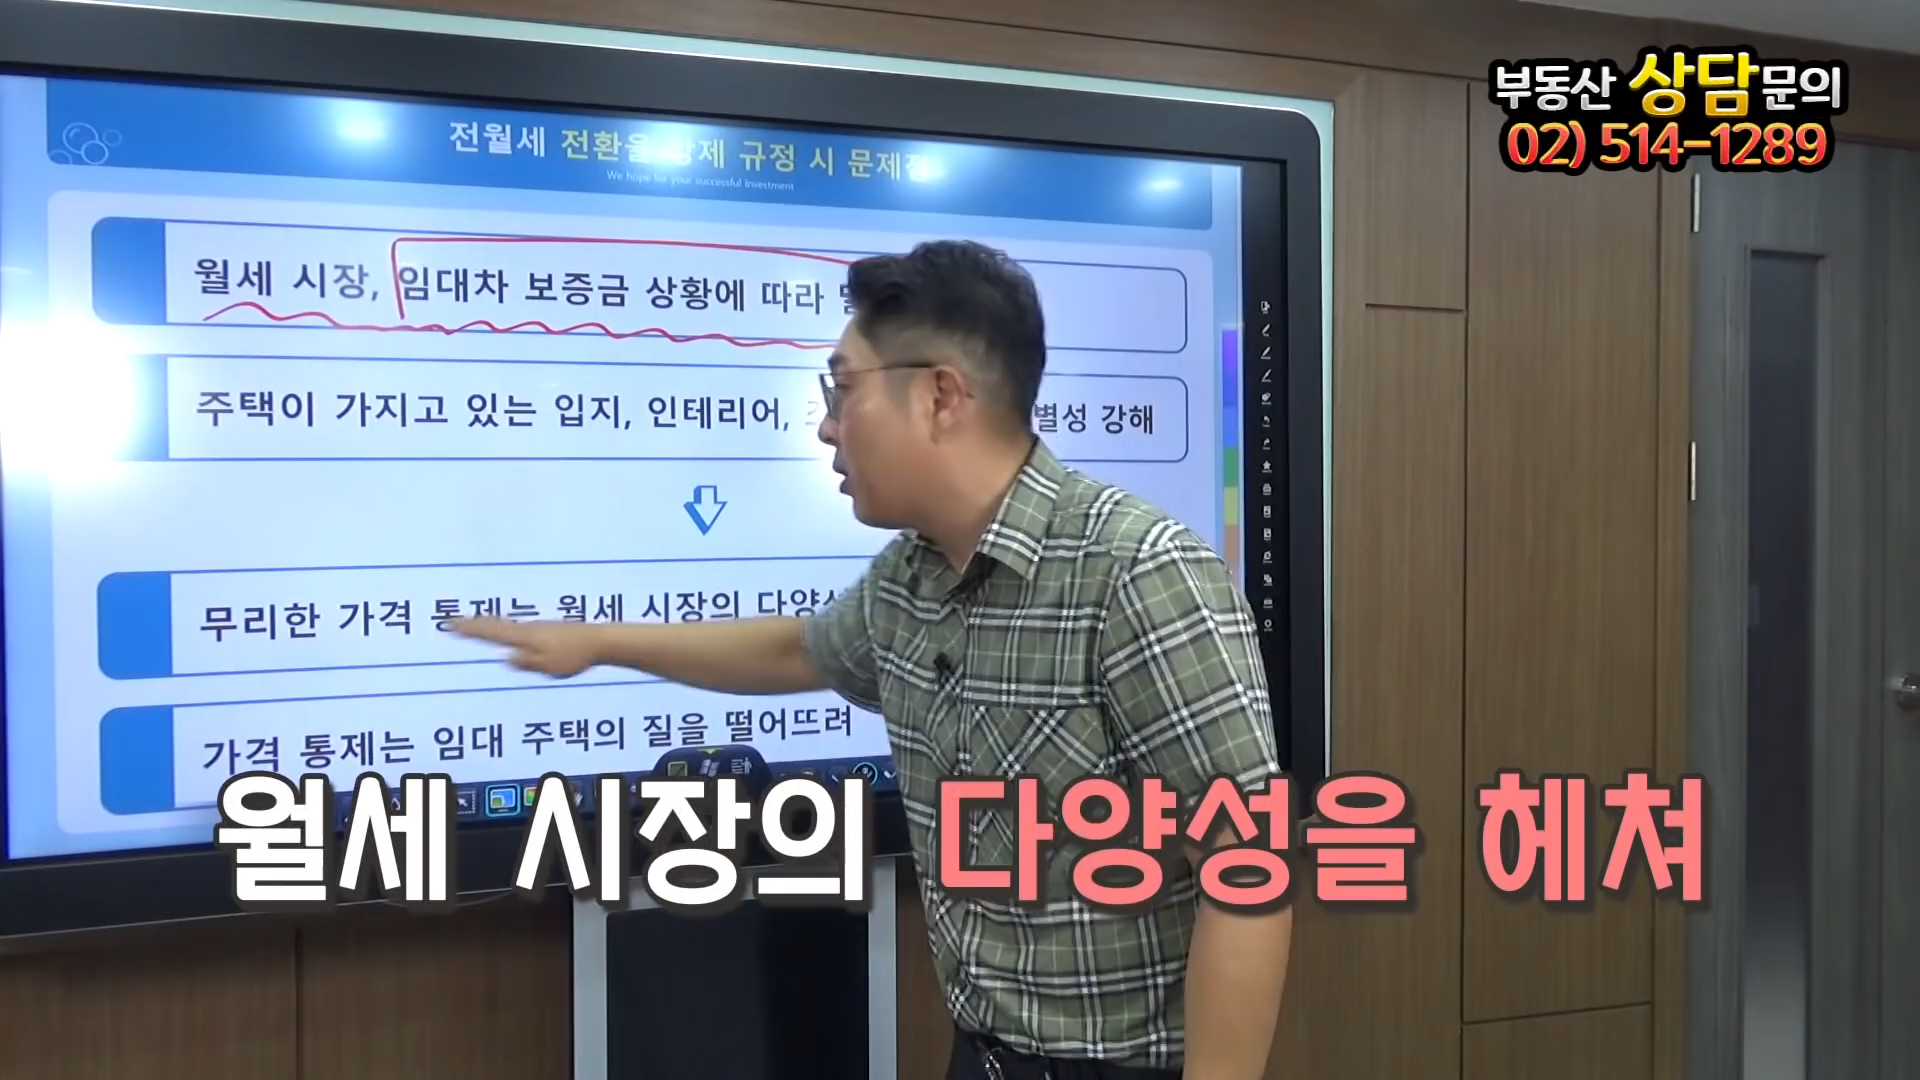 부동산 상담문의
02) 514-1289
전월세 전환율 강제 규정 시 문제점
We hope for your successful investment
월세 시장, 임대차 보증금 상황에 따라
주택이 가지고 있는 입지, 인테리어, 별성 강해
무리한 가격 통제는 월세 시장의 다양성
가격 통제는 임대 주택의 질을 떨어뜨려
월세 시장의 다양성을 헤쳐